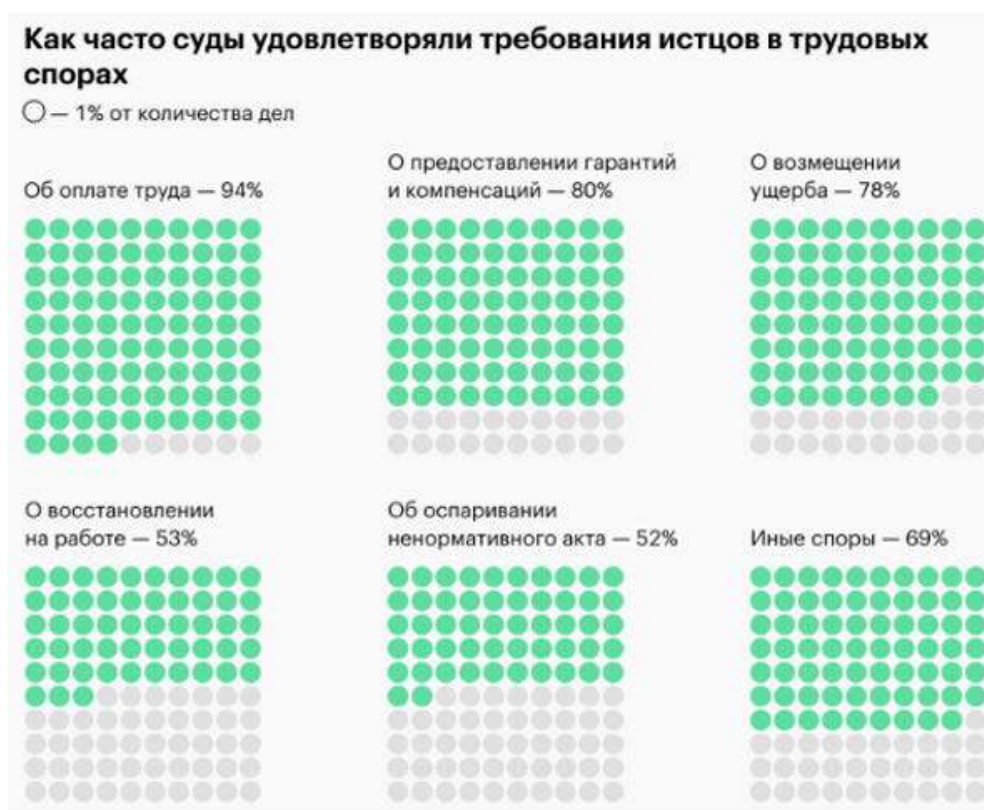 Как часто суды удовлетворяли требования истцов в трудовых
спорах
— 1% от количества дел
Об оплате труда — 94%
О предоставлении гарантий
и компенсаций — 80%
О возмещении
ущерба — 78%
О восстановлении
на работе — 53%
Об оспаривании
ненормативного акта — 52%
Иные споры — 69%